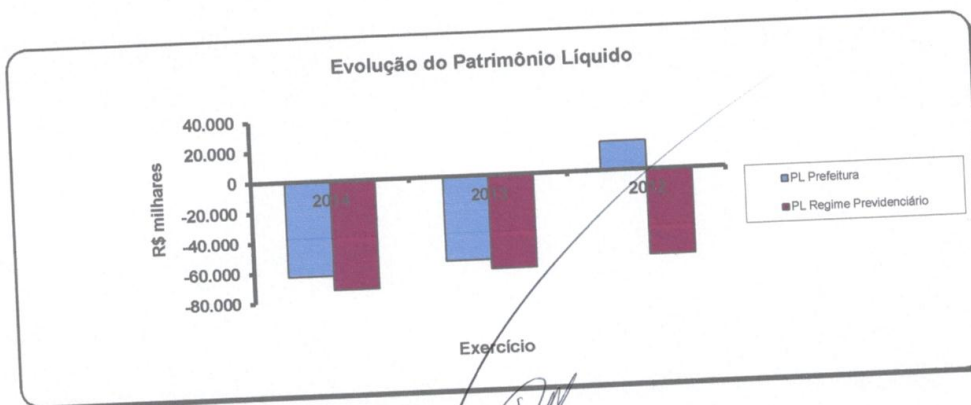 Evolução do Patrimônio Líquido
R$ milhares
40.000
20.000
0
-20.000
-40.000
-60.000
-80.000
2014
2013
2012
Exercício
PL Prefeitura
PL Regime Previdenciário